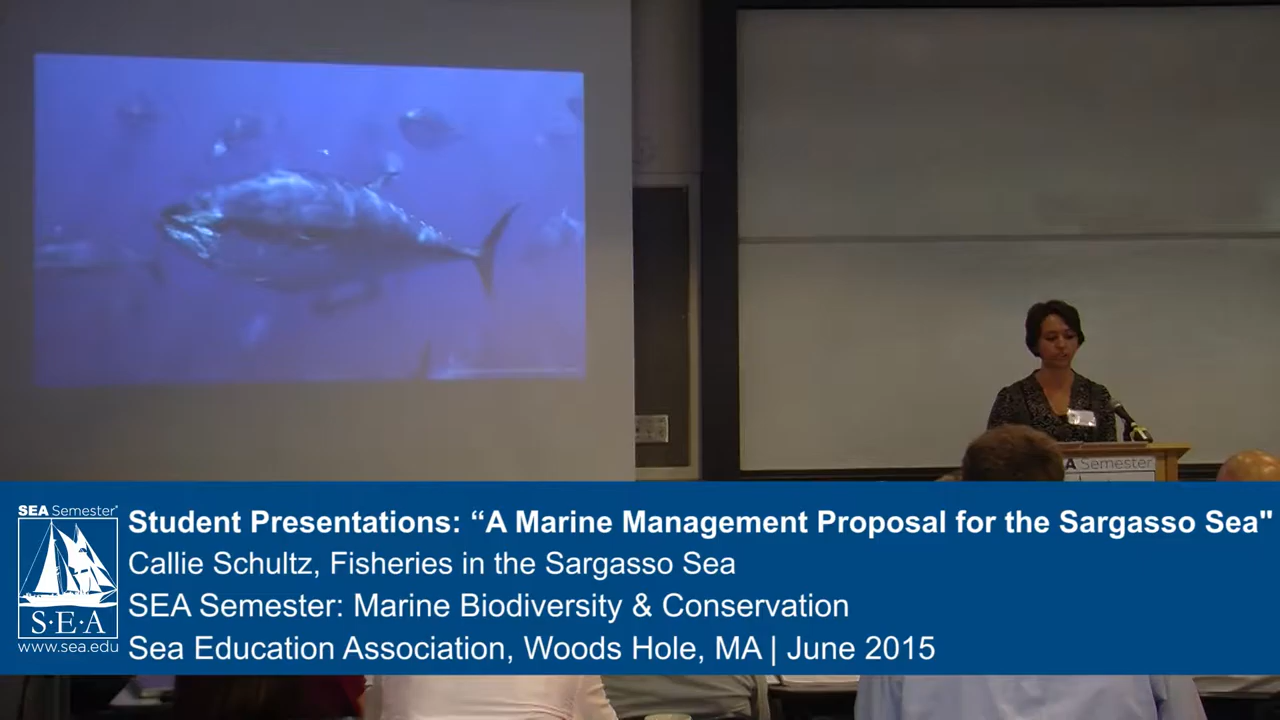 A Semester
SEA Semester®
S·E·A
www.sea.edu
Student Presentations: “A Marine Management Proposal for the Sargasso Sea"
Callie Schultz, Fisheries in the Sargasso Sea
SEA Semester: Marine Biodiversity & Conservation
Sea Education Association, Woods Hole, MA | June 2015